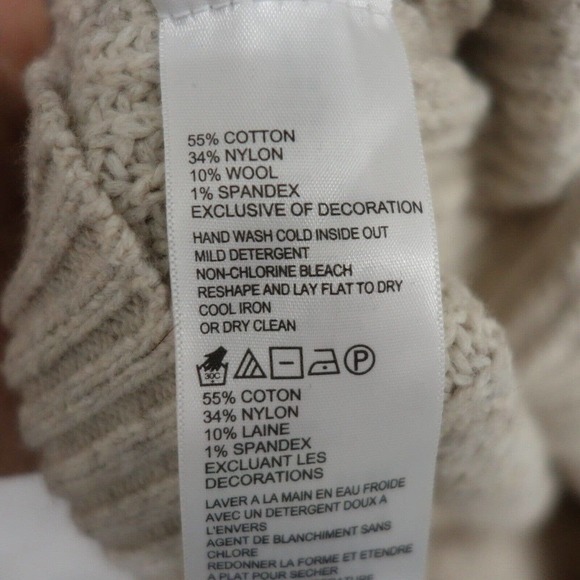 55% COTTON
34% NYLON
10% WOOL
1% SPANDEX
EXCLUSIVE OF DECORATION
HAND WASH COLD INSIDE OUT
MILD DETERGENT
NON-CHLORINE BLEACH
RESHAPE AND LAY FLAT TO DRY
COOL IRON
OR DRY CLEAN
30C P
55% COTON
34% NYLON
10% LAINE
1% SPANDEX
EXCLUANT LES
DECORATIONS
LAVER A LA MAIN EN EAU FROIDE
AVEC UN DETERGENT DOUX A
L'ENVERS
AGENT DE BLANCHIMENT SANS
CHLORE
REDONNER LA FORME ET ETENDRE
A PLAT POUR SECHER